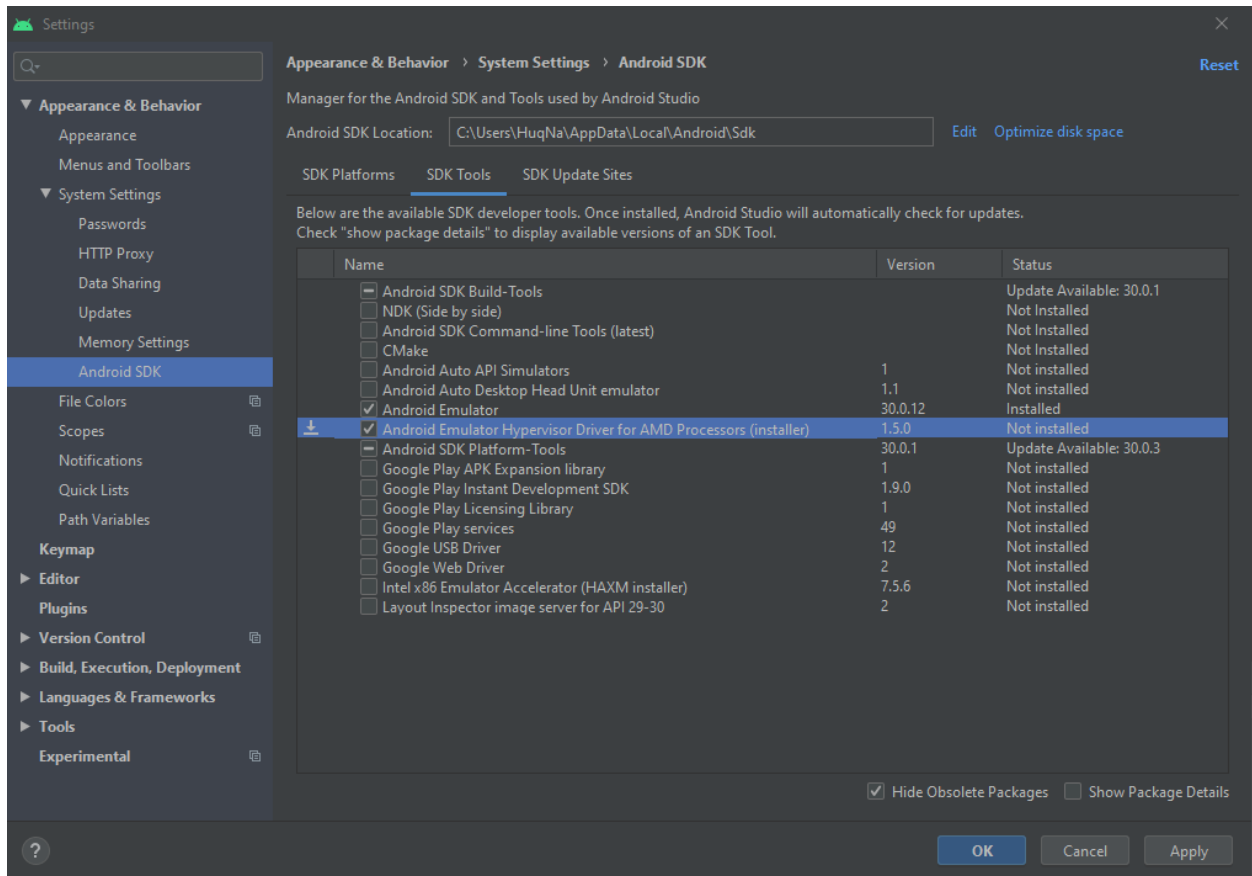 Settings
Appearance & Behavior
Appearance
Menus and Toolbars
System Settings
Passwords
HTTP Proxy
Data Sharing
Updates
Memory Settings
Android SDK
File Colors
Scopes
Notifications
Quick Lists
Path Variables
Keymap
Editor
Plugins
Version Control
Build, Execution, Deployment
Languages & Frameworks
Tools
Experimental
Appearance & Behavior › System Settings › Android SDK
Reset
Manager for the Android SDK and Tools used by Android Studio
Android SDK Location: C:\Users\HuqNa\AppData\Local\Android\Sdk Edit Optimize disk space
SDK Platforms SDK Tools SDK Update Sites
Below are the available SDK developer tools. Once installed, Android Studio will automatically check for updates.
Check "show package details" to display available versions of an SDK Tool.
Name Version Status
Android SDK Build-Tools Update Available: 30.0.1
NDK (Side by side) Not Installed
Android SDK Command-line Tools (latest) Not Installed
CMake Not Installed
Android Auto API Simulators 1 Not installed
Android Auto Desktop Head Unit emulator 1.1 Not installed
Android Emulator 30.0.12 Installed
Android Emulator Hypervisor Driver for AMD Processors (installer) 1.5.0 Not installed
Android SDK Platform-Tools 30.0.1 Update Available: 30.0.3
Google Play APK Expansion library 1 Not installed
Google Play Instant Development SDK 1.9.0 Not installed
Google Play Licensing Library 1 Not installed
Google Play services 49 Not installed
Google USB Driver 12 Not installed
Google Web Driver 2 Not installed
Intel x86 Emulator Accelerator (HAXM installer) 7.5.6 Not installed
Layout Inspector image server for API 29-30 2 Not installed
Hide Obsolete Packages Show Package Details
? OK Cancel Apply